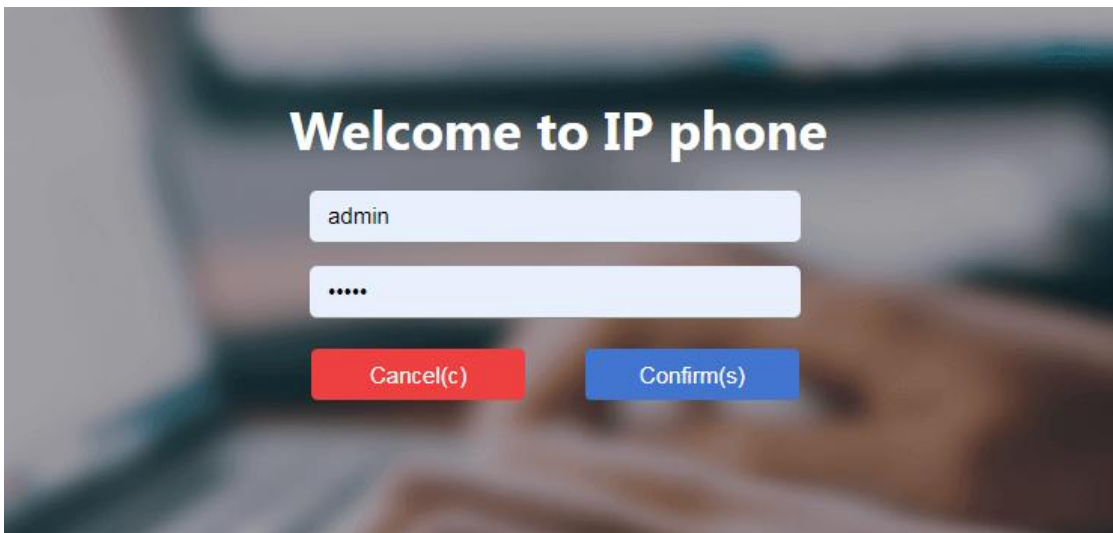 Welcome to IP phone
admin
•••••
Cancel(c)
Confirm(s)